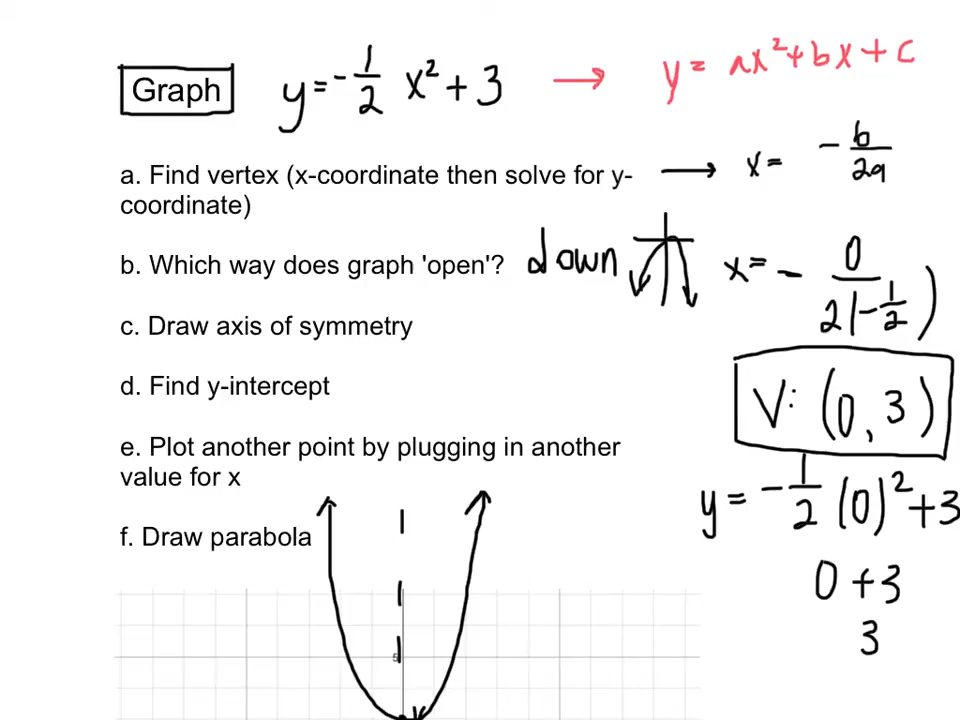 Graph y = -1/2 x² + 3 → y = ax² + bx + c
a. Find vertex (x-coordinate then solve for y-
coordinate)
→ x = -b/2a
b. Which way does graph 'open'? down
x = - 0/2(-1/2)
c. Draw axis of symmetry
d. Find y-intercept
V: (0, 3)
e. Plot another point by plugging in another
value for x
y = -1/2 (0)² + 3
f. Draw parabola
0 + 3
3
5